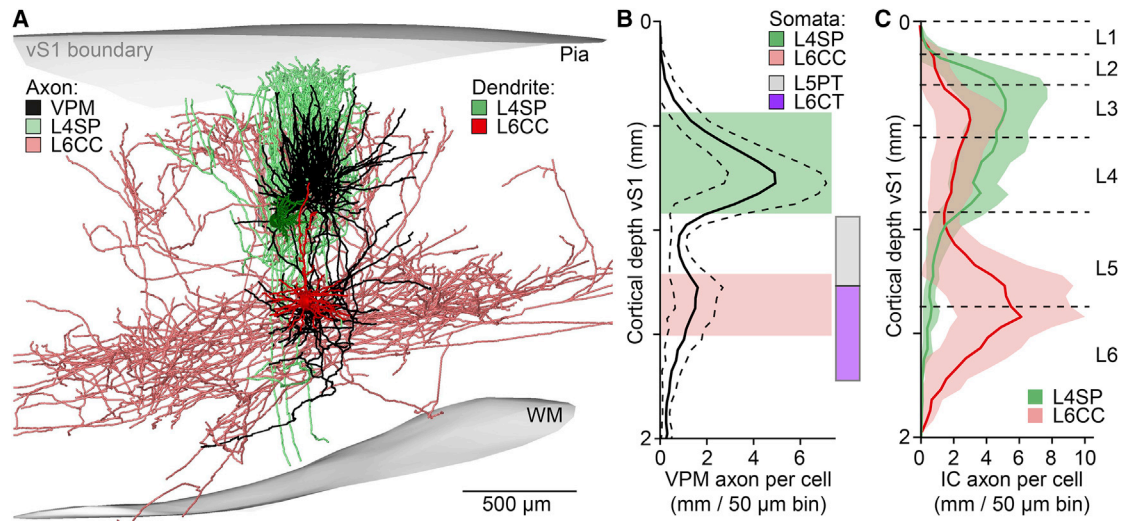 A
vS1 boundary
Pia
Axon:
VPM
L4SP
L6CC
Dendrite:
L4SP
L6CC
WM
500 µm
B
Somata:
L4SP
L6CC
L5PT
L6CT
0
Cortical depth vS1 (mm)
2
0 2 4 6
VPM axon per cell
(mm / 50 µm bin)
C
0
Cortical depth vS1 (mm)
2
L1
L2
L3
L4
L5
L6
L4SP
L6CC
0 2 4 6 8 10
IC axon per cell
(mm / 50 µm bin)